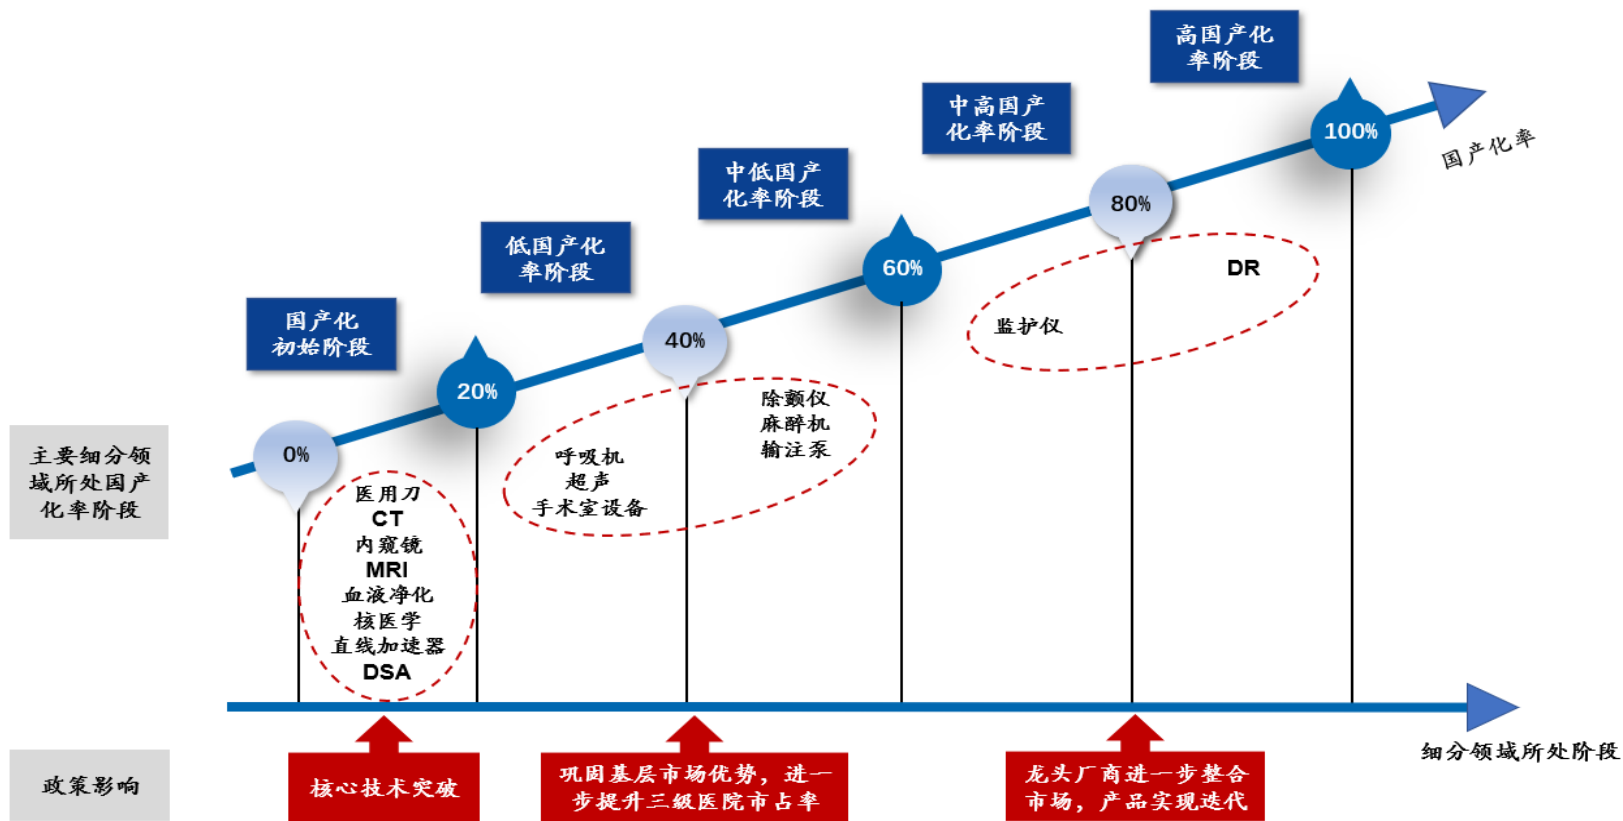 高国产化
率阶段
100%
国产化率
中高国产
化率阶段
80%
中低国产
化率阶段
60%
DR
监护仪
低国产化
率阶段
40%
除颤仪
麻醉机
输注泵
呼吸机
超声
手术室设备
国产化
初始阶段
20%
0%
主要细分领
域所处国产
化率阶段
医用刀
CT
内窥镜
MRI
血液净化
核医学
直线加速器
DSA
细分领域所处阶段
政策影响
核心技术突破
巩固基层市场优势，进一
步提升三级医院市占率
龙头厂商进一步整合
市场，产品实现迭代